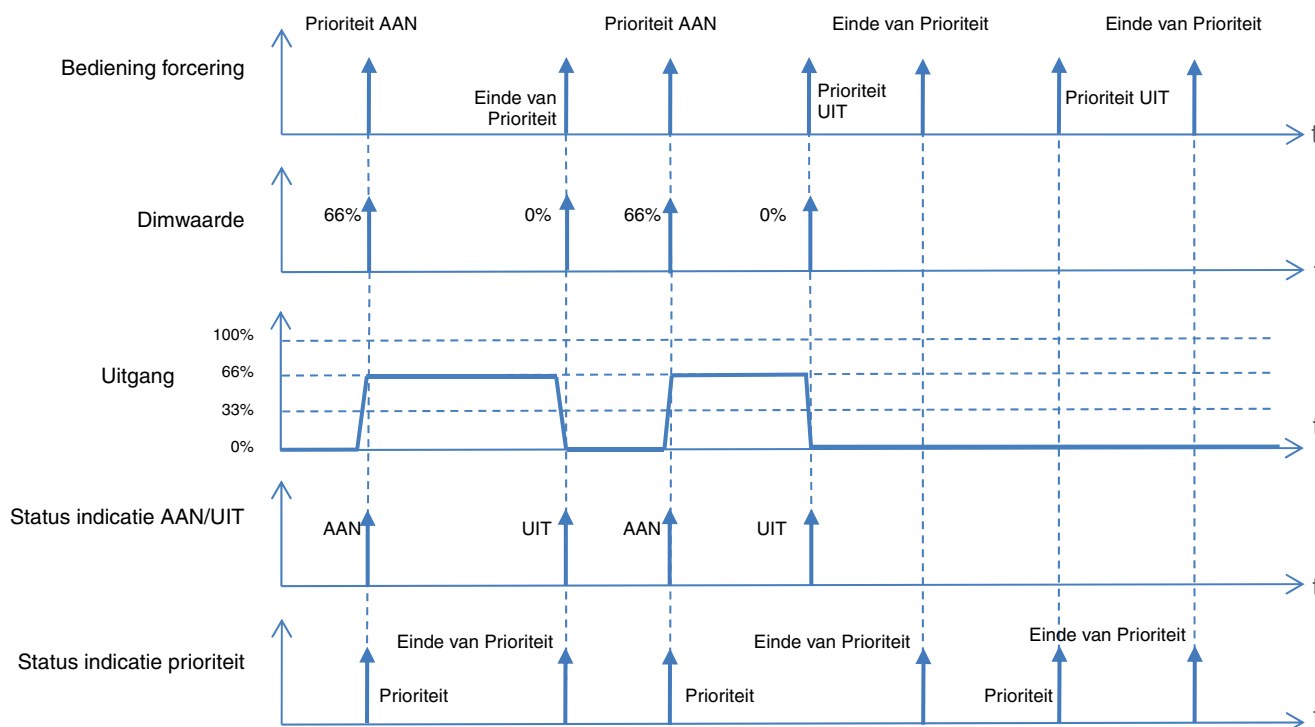 Prioriteit AAN
Prioriteit AAN
Einde van Prioriteit
Einde van Prioriteit
Bediening forcering
Einde van
Prioriteit
Prioriteit
UIT
Prioriteit UIT
t
Dimwaarde
66%
0%
66%
0%
Uitgang
100%
66%
33%
0%
t
Status indicatie AAN/UIT
AAN
UIT
AAN
UIT
t
Status indicatie prioriteit
Einde van Prioriteit
Einde van Prioriteit
Einde van Prioriteit
Prioriteit
Prioriteit
Prioriteit